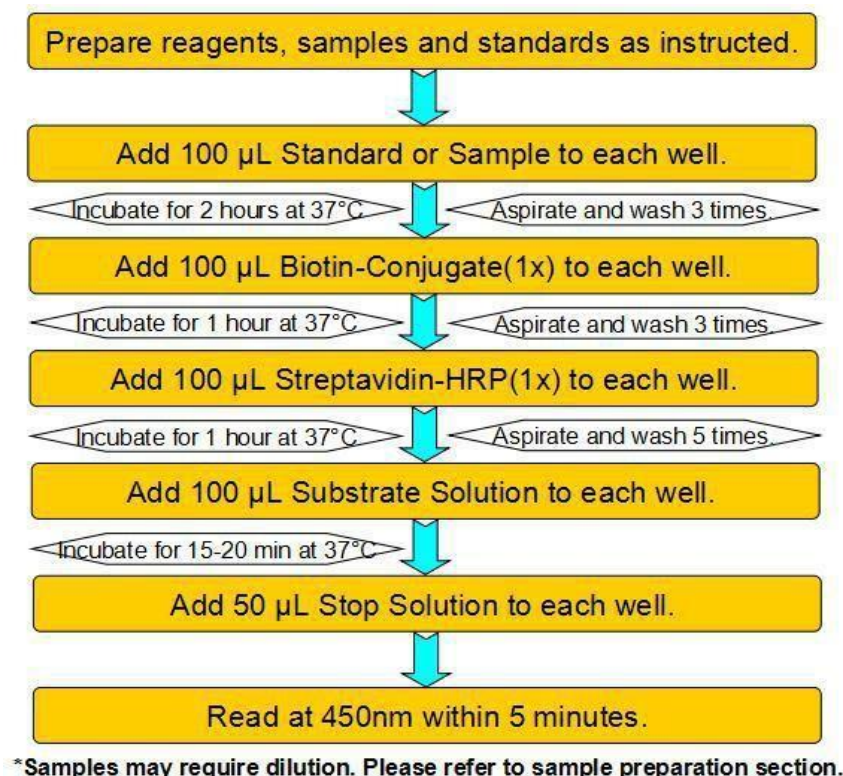 Prepare reagents, samples and standards as instructed.
Add 100 µL Standard or Sample to each well.
Incubate for 2 hours at 37°C
Aspirate and wash 3 times.
Add 100 µL Biotin-Conjugate(1x) to each well.
Incubate for 1 hour at 37°C
Aspirate and wash 3 times.
Add 100 µL Streptavidin-HRP(1x) to each well.
Incubate for 1 hour at 37°C
Aspirate and wash 5 times.
Add 100 µL Substrate Solution to each well.
Incubate for 15-20 min at 37°C
Add 50 µL Stop Solution to each well.
Read at 450nm within 5 minutes.
*Samples may require dilution. Please refer to sample preparation section.